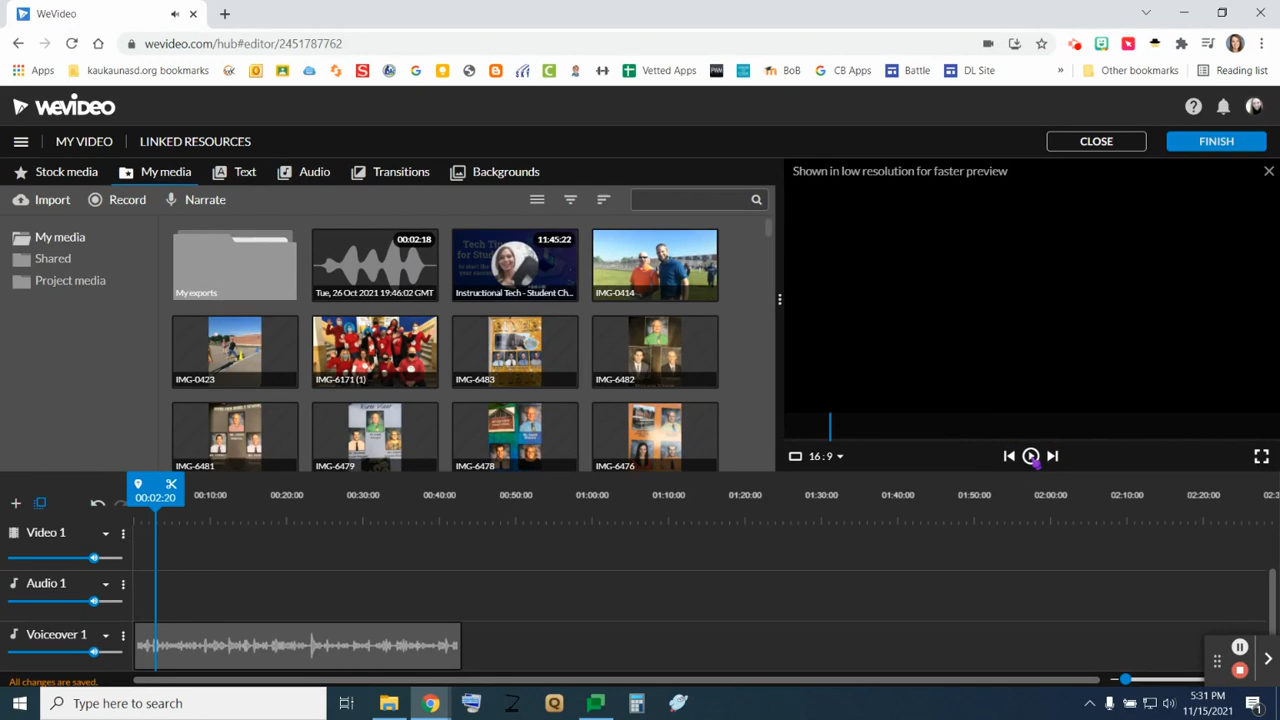 WeVideo
wevideo.com/hub#editor/2451787762
Apps
kaukaunasd.org bookmarks
Vetted Apps
BoB
CB Apps
Battle
DL Site
»
Other bookmarks
Reading list
WEVIDEO
MY VIDEO
LINKED RESOURCES
CLOSE
FINISH
Stock media
My media
Text
Audio
Transitions
Backgrounds
Shown in low resolution for faster preview
Import
Record
Narrate
My media
Shared
Project media
My exports
00:02:18
Tue, 26 Oct 2021 19:46:02 GMT
11:45:22
Tech Ti
for Stud
Instructional Tech - Student Ch...
IMG-0414
IMG-0423
IMG-6171 (1)
IMG-6483
IMG-6482
IMG-6481
IMG-6479
IMG-6478
IMG-6476
16:9
00:02:20
00:10:00
00:20:00
00:30:00
00:40:00
00:50:00
01:00:00
01:10:00
01:20:00
01:30:00
01:40:00
01:50:00
02:00:00
02:10:00
02:20:00
02:3
Video 1
Audio 1
Voiceover 1
All changes are saved.
Type here to search
5:31 PM
11/15/2021